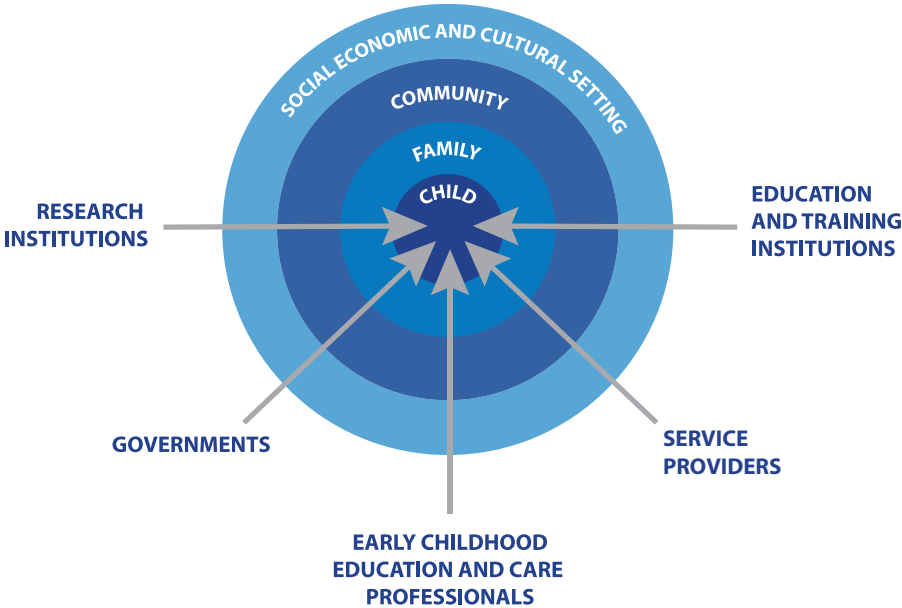 SOCIAL ECONOMIC AND CULTURAL SETTING
COMMUNITY
FAMILY
CHILD
RESEARCH
INSTITUTIONS
EDUCATION
AND TRAINING
INSTITUTIONS
GOVERNMENTS
SERVICE
PROVIDERS
EARLY CHILDHOOD
EDUCATION AND CARE
PROFESSIONALS